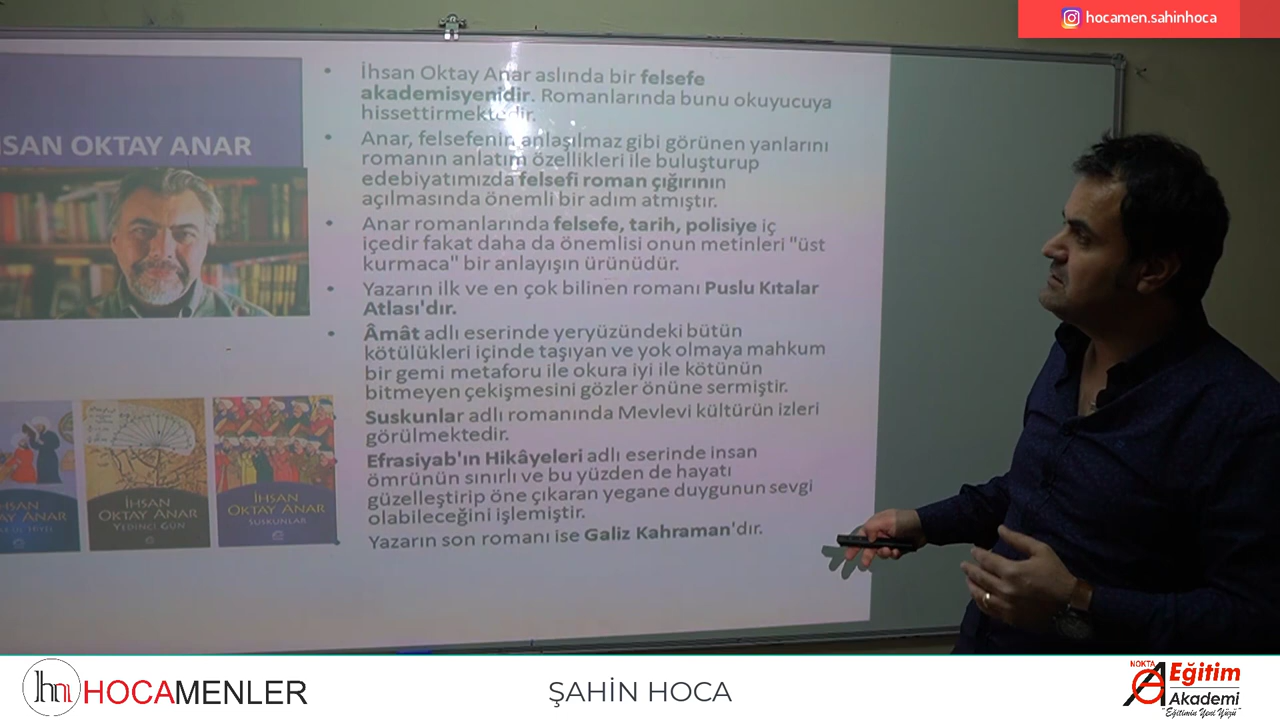 hocamen.sahinhoca
SAN OKTAY ANAR
• İhsan Oktay Anar aslında bir felsefe
akademisyenidir. Romanlarında bunu okuyucuya
hissettirmektedir.
• Anar, felsefenin anlaşılmaz gibi görünen yanlarını
romanın anlatım özellikleri ile buluşturup
edebiyatımızda felsefi roman çığırının
açılmasında önemli bir adım atmıştır.
• Anar romanlarında felsefe, tarih, polisiye iç
içedir fakat daha da önemlisi onun metinleri "üst
kurmaca" bir anlayışın ürünüdür.
• Yazarın ilk ve en çok bilinen romanı Puslu Kıtalar
Atlası'dır.
• Âmât adlı eserinde yeryüzündeki bütün
kötülükleri içinde taşıyan ve yok olmaya mahkum
bir gemi metaforu ile okura iyi ile kötünün
bitmeyen çekişmesini gözler önüne sermiştir.
Suskunlar adlı romanında Mevlevi kültürün izleri
görülmektedir.
Efrasiyab'ın Hikâyeleri adlı eserinde insan
ömrünün sınırlı ve bu yüzden de hayatı
güzelleştirip öne çıkaran yegane duygunun sevgi
olabileceğini işlemiştir.
Yazarın son romanı ise Galiz Kahraman'dır.
AN
AY ANAR
İHSAN
OKTAY ANAR
YEDİNCİ GÜN
İHSAN
OKTAY ANAR
SUSKUNLAR
hm HOCAMENLER
ŞAHİN HOCA
NOKTA
A Eğitim
Akademi
"Eğitimin Yeni Yüzü"